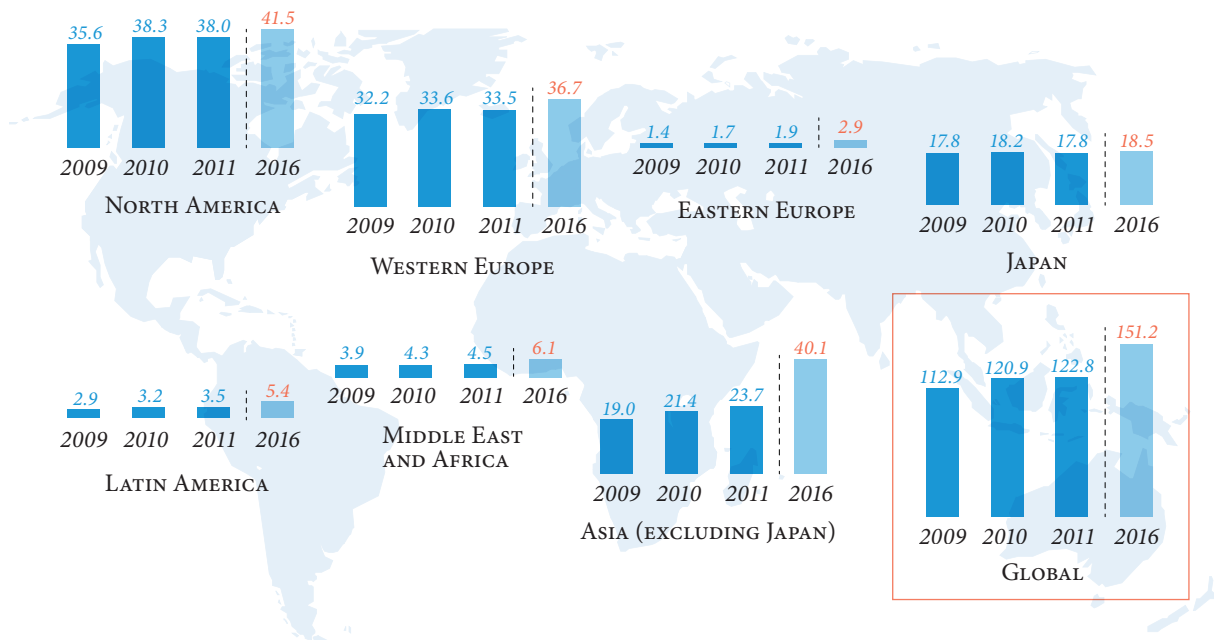 35.6 38.3 38.0 41.5
2009 2010 2011 2016
North America
32.2 33.6 33.5 36.7
2009 2010 2011 2016
Western Europe
1.4 1.7 1.9 2.9
2009 2010 2011 2016
Eastern Europe
17.8 18.2 17.8 18.5
2009 2010 2011 2016
Japan
2.9 3.2 3.5 5.4
2009 2010 2011 2016
Latin America
3.9 4.3 4.5 6.1
2009 2010 2011 2016
Middle East
and Africa
19.0 21.4 23.7 40.1
2009 2010 2011 2016
Asia (excluding Japan)
112.9 120.9 122.8 151.2
2009 2010 2011 2016
Global